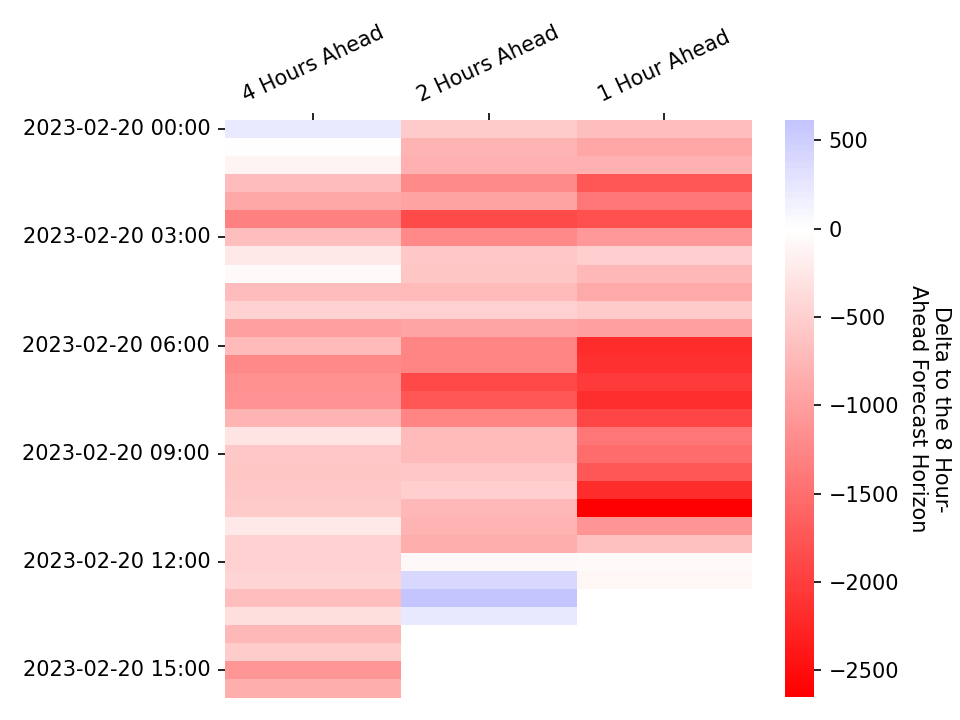 4 Hours Ahead
2 Hours Ahead
1 Hour Ahead
2023-02-20 00:00
2023-02-20 03:00
2023-02-20 06:00
2023-02-20 09:00
2023-02-20 12:00
2023-02-20 15:00
500
0
−500
−1000
−1500
−2000
−2500
Delta to the 8 Hour-
Ahead Forecast Horizon